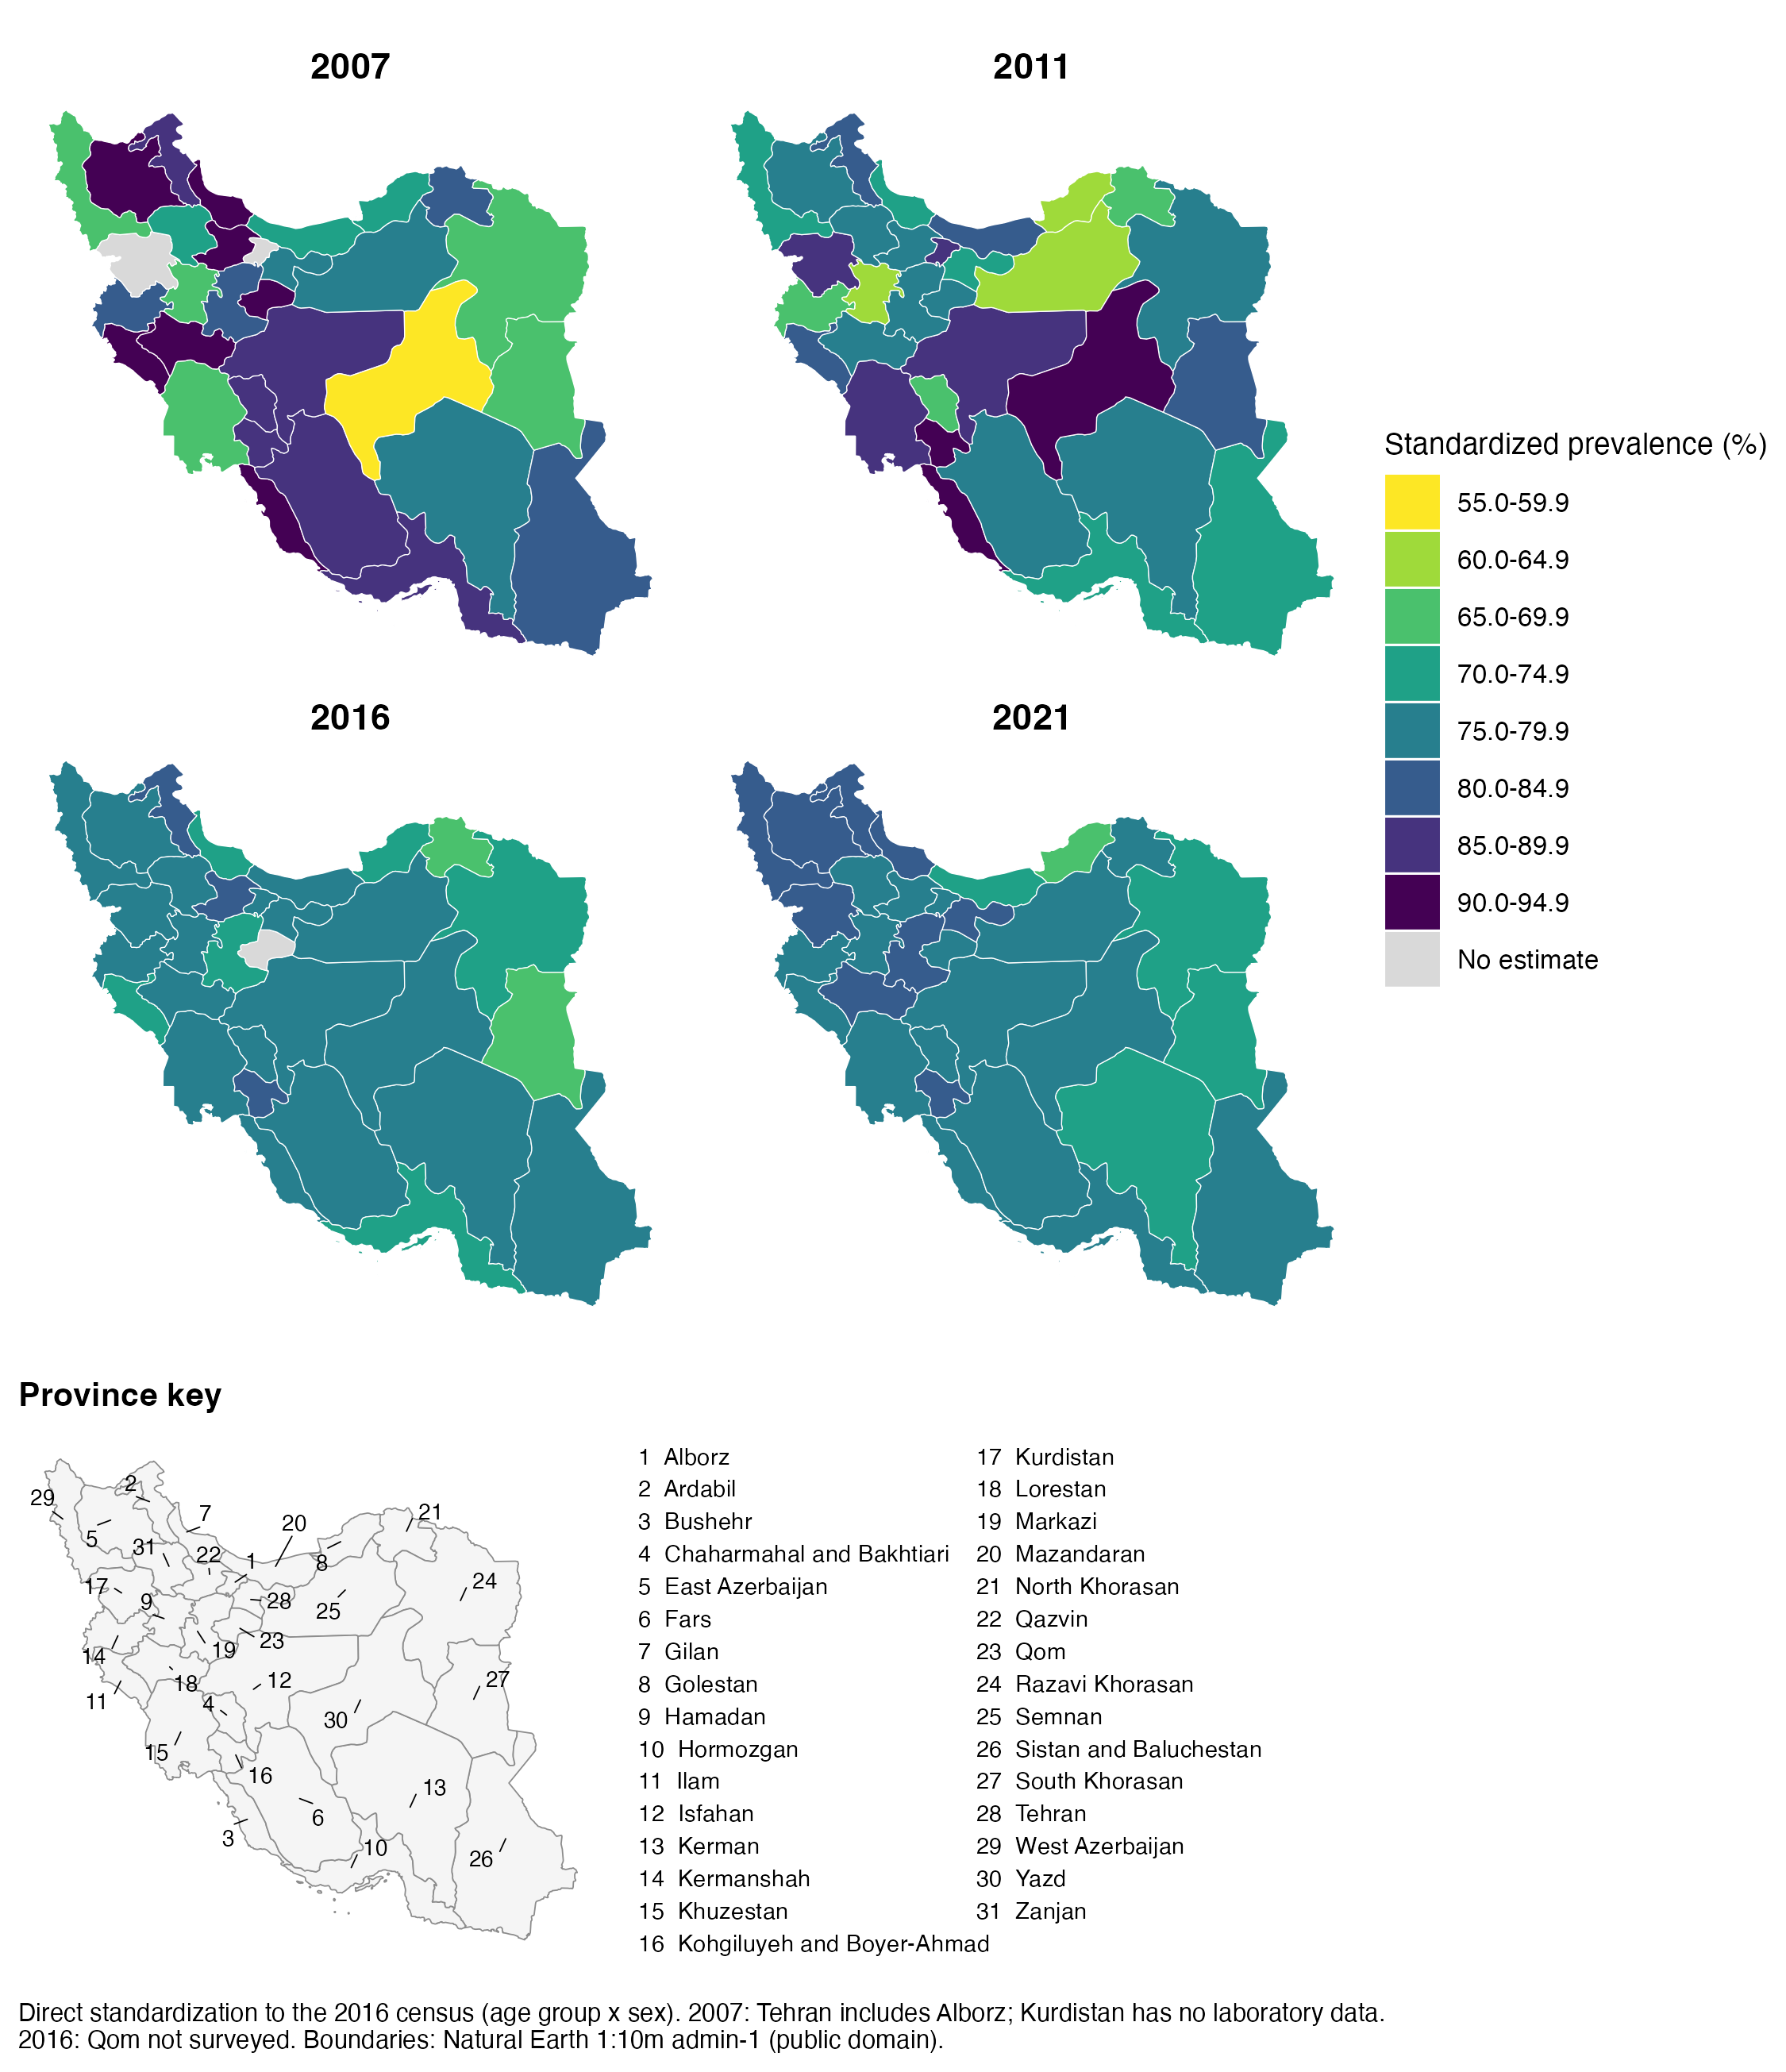 2007
2011
Standardized prevalence (%)
55.0-59.9
60.0-64.9
65.0-69.9
70.0-74.9
75.0-79.9
80.0-84.9
85.0-89.9
90.0-94.9
No estimate
2016
2021
Province key
29
2
7
5
31
22
20
1
8
21
17
9
28
25
24
14
19
23
11
18
12
4
27
30
15
16
13
6
3
10
26
1 Alborz
2 Ardabil
3 Bushehr
4 Chaharmahal and Bakhtiari
5 East Azerbaijan
6 Fars
7 Gilan
8 Golestan
9 Hamadan
10 Hormozgan
11 Ilam
12 Isfahan
13 Kerman
14 Kermanshah
15 Khuzestan
16 Kohgiluyeh and Boyer-Ahmad
17 Kurdistan
18 Lorestan
19 Markazi
20 Mazandaran
21 North Khorasan
22 Qazvin
23 Qom
24 Razavi Khorasan
25 Semnan
26 Sistan and Baluchestan
27 South Khorasan
28 Tehran
29 West Azerbaijan
30 Yazd
31 Zanjan
Direct standardization to the 2016 census (age group x sex). 2007: Tehran includes Alborz; Kurdistan has no laboratory data.
2016: Qom not surveyed. Boundaries: Natural Earth 1:10m admin-1 (public domain).